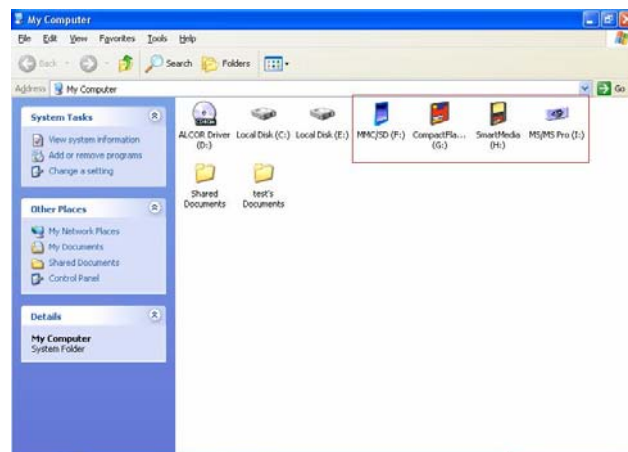 My Computer
File Edit View Favorites Tools Help
Back Search Folders
Address My Computer Go
System Tasks
View system information
Add or remove programs
Change a setting
Other Places
My Network Places
My Documents
Shared Documents
Control Panel
Details
My Computer
System Folder
ALCOR Driver (D:)
Local Disk (C:)
Local Disk (E:)
MMC/SD (F:)
CompactFla... (G:)
SmartMedia (H:)
MS/MS Pro (I:)
Shared Documents
test's Documents